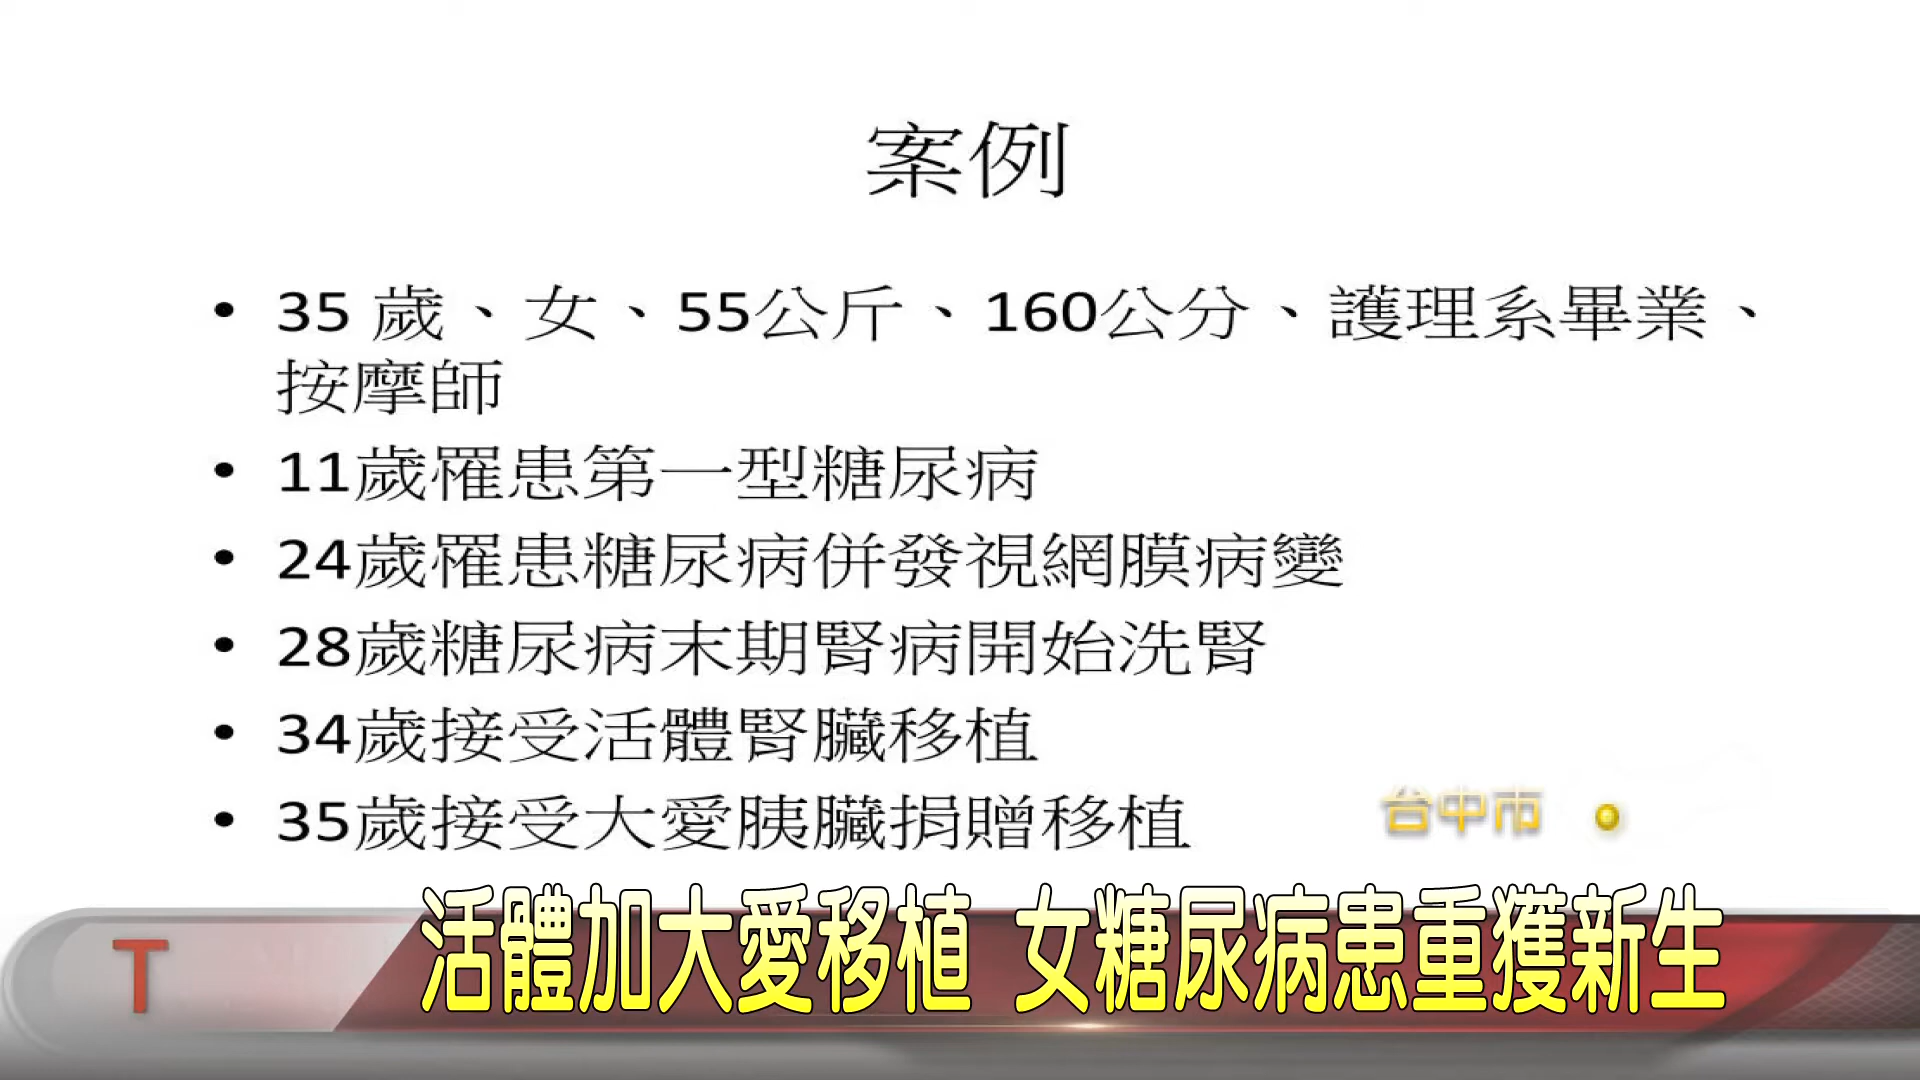 案例
• 35 歲、女、55公斤、160公分、護理系畢業、
按摩師
• 11歲罹患第一型糖尿病
• 24歲罹患糖尿病併發視網膜病變
• 28歲糖尿病末期腎病開始洗腎
• 34歲接受活體腎臟移植
• 35歲接受大愛胰臟捐贈移植
台中市
T
活體加大愛移植 女糖尿病患重獲新生